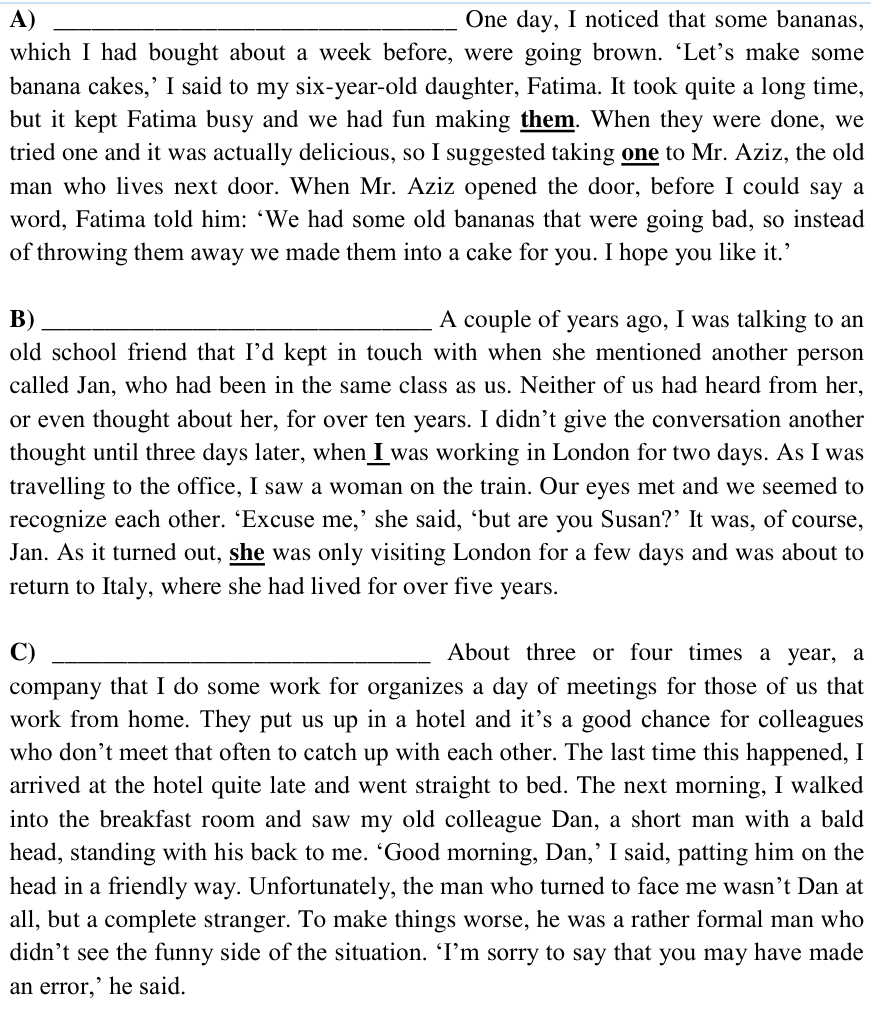 A) ________________________________ One day, I noticed that some bananas,
which I had bought about a week before, were going brown. ‘Let’s make some
banana cakes,’ I said to my six-year-old daughter, Fatima. It took quite a long time,
but it kept Fatima busy and we had fun making them. When they were done, we
tried one and it was actually delicious, so I suggested taking one to Mr. Aziz, the old
man who lives next door. When Mr. Aziz opened the door, before I could say a
word, Fatima told him: ‘We had some old bananas that were going bad, so instead
of throwing them away we made them into a cake for you. I hope you like it.’
B) _______________________________ A couple of years ago, I was talking to an
old school friend that I’d kept in touch with when she mentioned another person
called Jan, who had been in the same class as us. Neither of us had heard from her,
or even thought about her, for over ten years. I didn’t give the conversation another
thought until three days later, when I was working in London for two days. As I was
travelling to the office, I saw a woman on the train. Our eyes met and we seemed to
recognize each other. ‘Excuse me,’ she said, ‘but are you Susan?’ It was, of course,
Jan. As it turned out, she was only visiting London for a few days and was about to
return to Italy, where she had lived for over five years.
C) ______________________________ About three or four times a year, a
company that I do some work for organizes a day of meetings for those of us that
work from home. They put us up in a hotel and it’s a good chance for colleagues
who don’t meet that often to catch up with each other. The last time this happened, I
arrived at the hotel quite late and went straight to bed. The next morning, I walked
into the breakfast room and saw my old colleague Dan, a short man with a bald
head, standing with his back to me. ‘Good morning, Dan,’ I said, patting him on the
head in a friendly way. Unfortunately, the man who turned to face me wasn’t Dan at
all, but a complete stranger. To make things worse, he was a rather formal man who
didn’t see the funny side of the situation. ‘I’m sorry to say that you may have made
an error,’ he said.